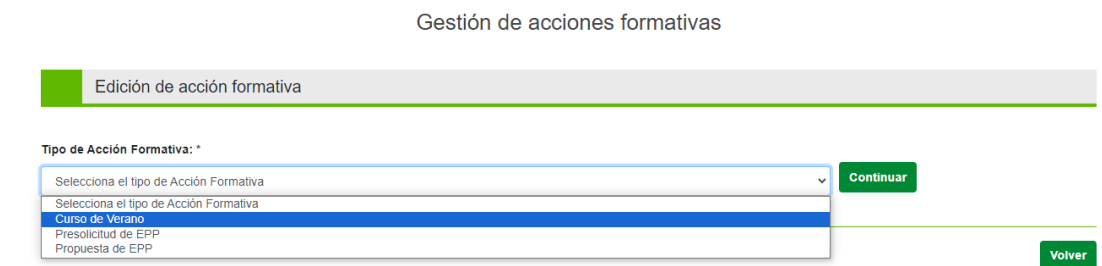 Gestión de acciones formativas
Edición de acción formativa
Tipo de Acción Formativa: *
Selecciona el tipo de Acción Formativa
Continuar
Selecciona el tipo de Acción Formativa
Curso de Verano
Presolicitud de EPP
Propuesta de EPP
Volver